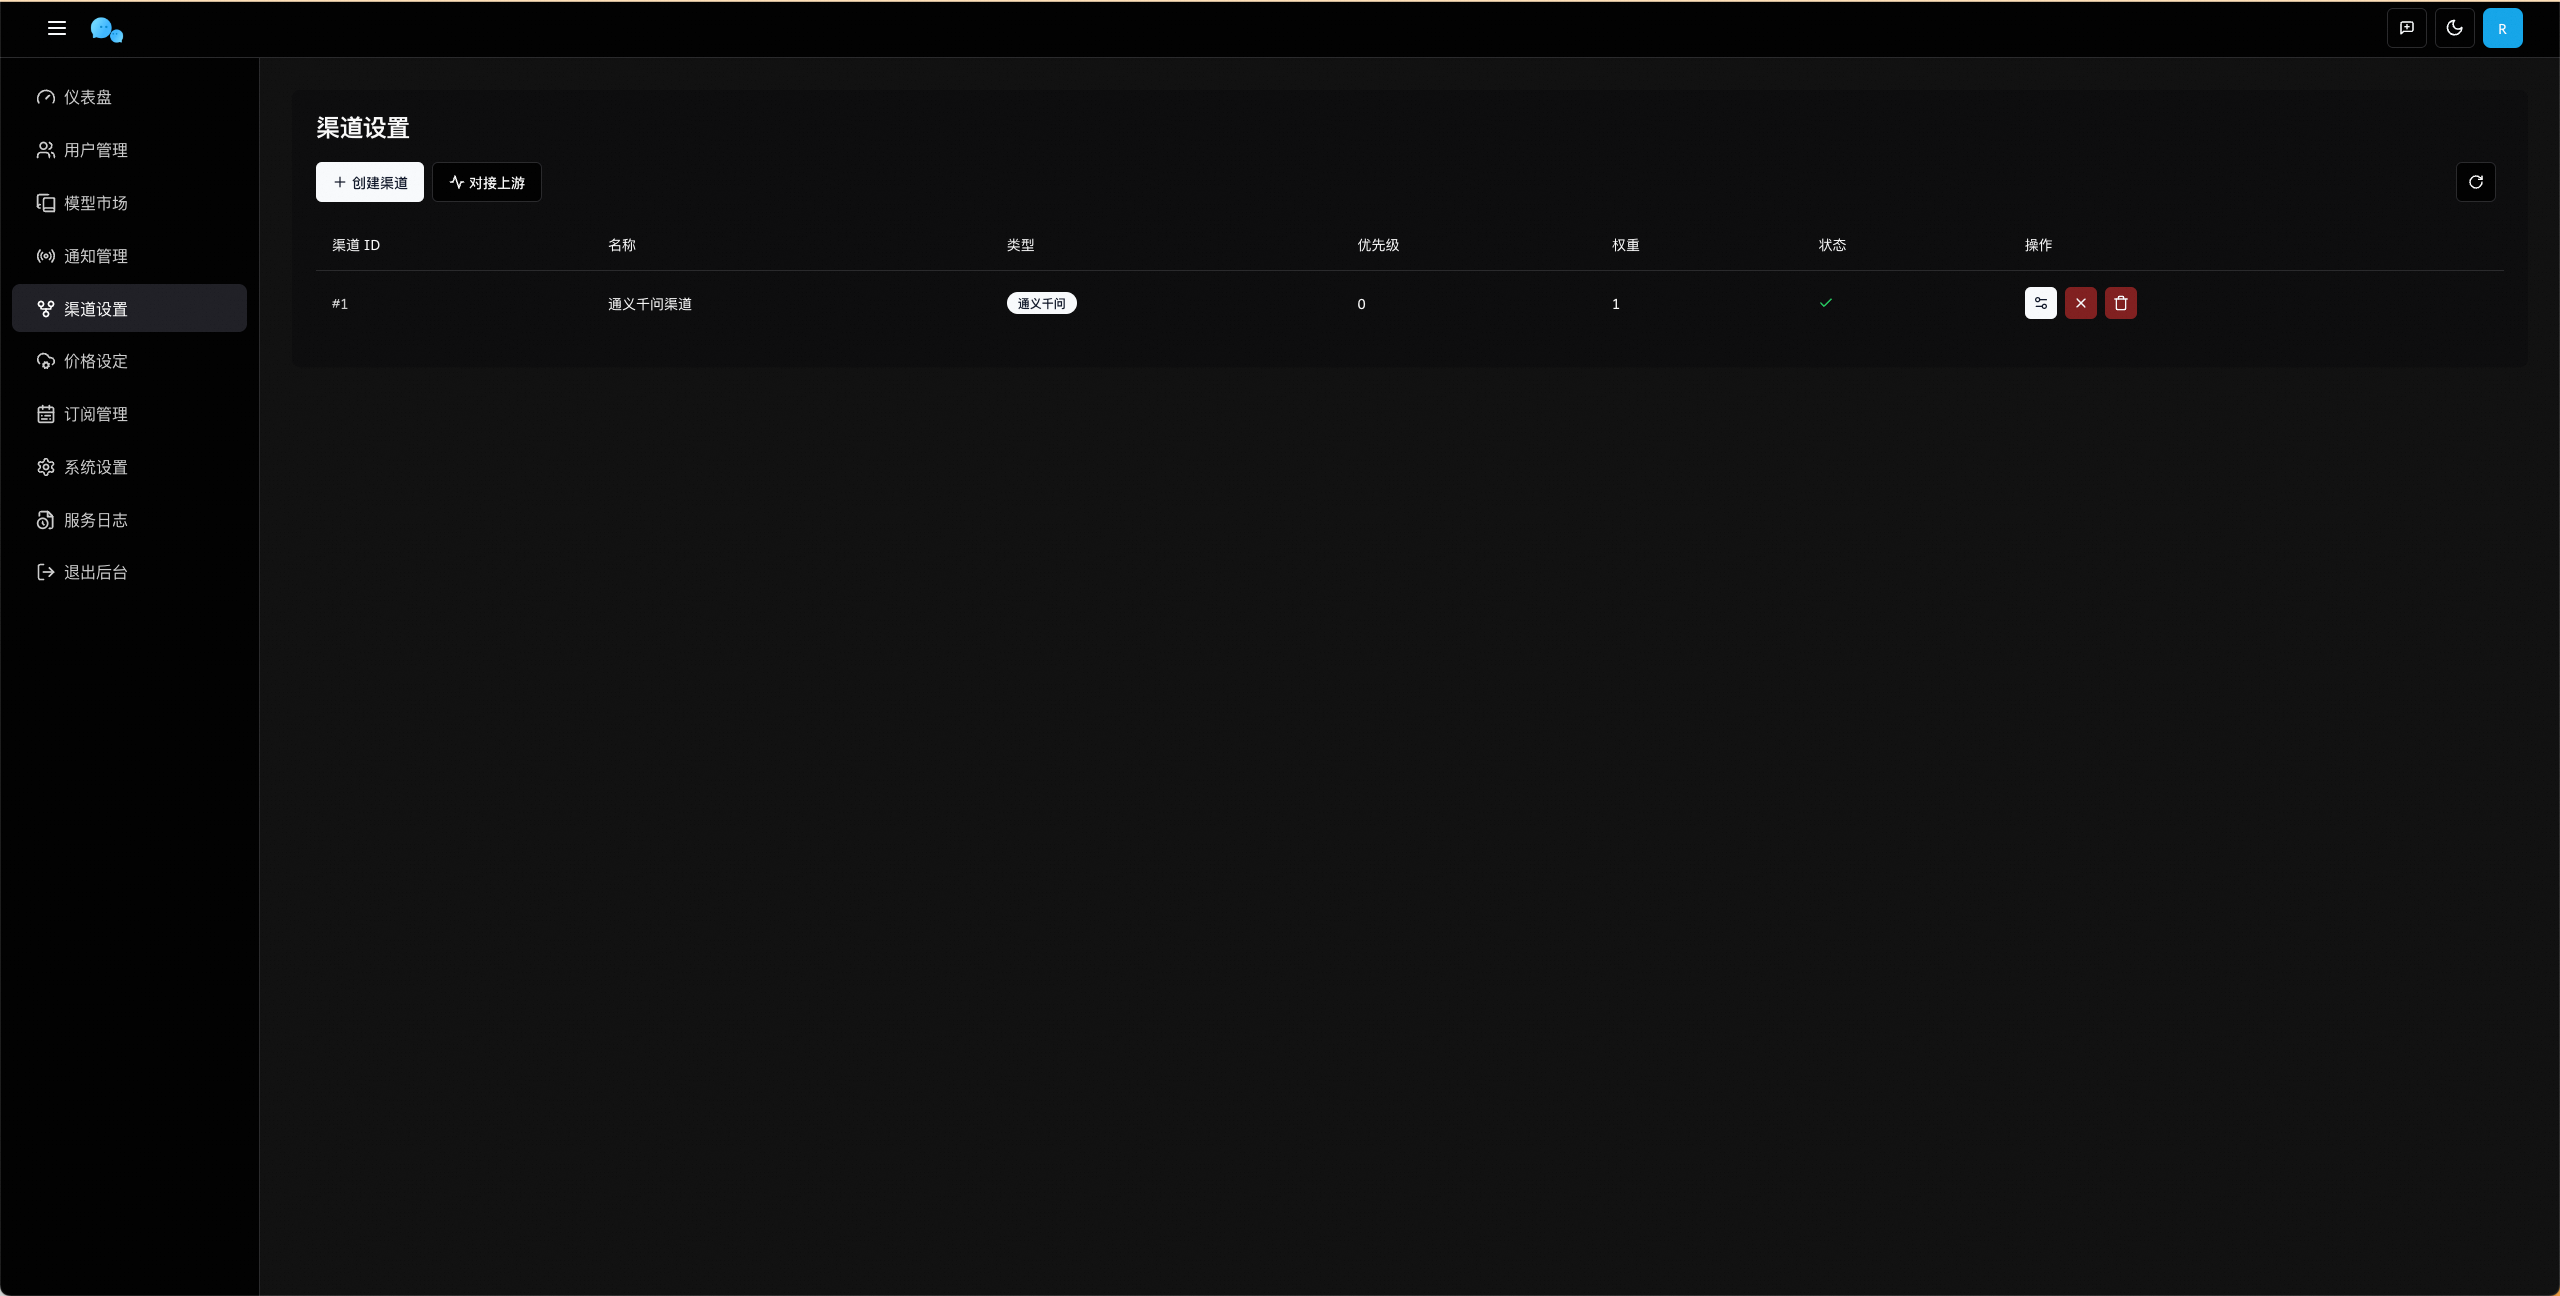 R
仪表盘
用户管理
模型市场
通知管理
渠道设置
价格设定
订阅管理
系统设置
服务日志
退出后台
渠道设置
创建渠道 对接上游
渠道 ID 名称 类型 优先级 权重 状态 操作
#1 通义千问渠道 通义千问 0 1